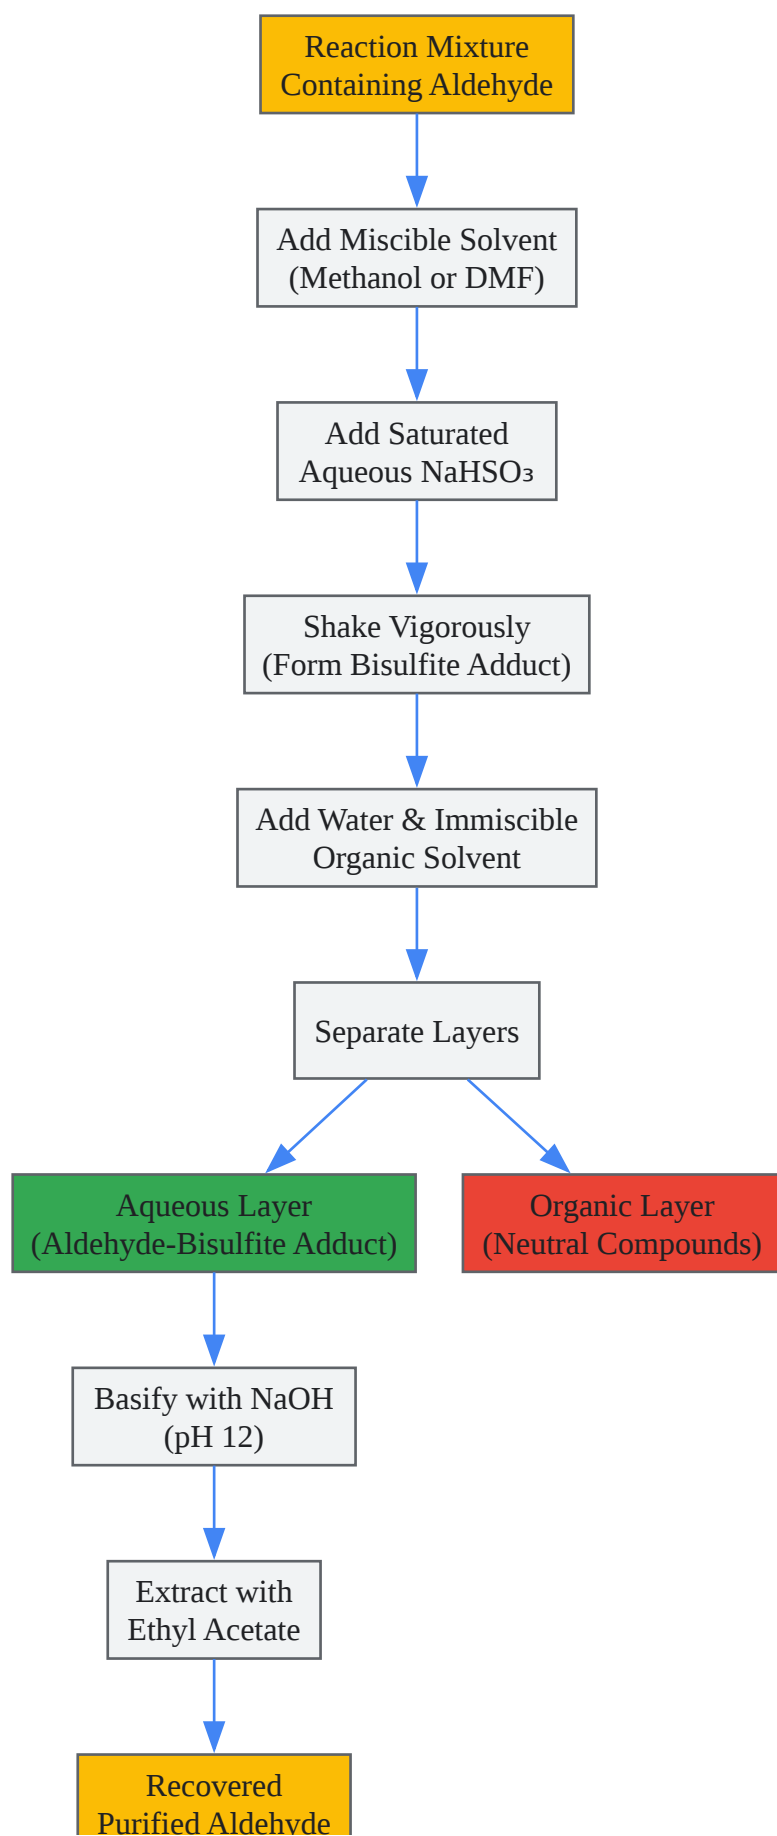 Reaction Mixture
Containing Aldehyde
Add Miscible Solvent
(Methanol or DMF)
Add Saturated
Aqueous NaHSO₃
Shake Vigorously
(Form Bisulfite Adduct)
Add Water & Immiscible
Organic Solvent
Separate Layers
Aqueous Layer
(Aldehyde-Bisulfite Adduct)
Organic Layer
(Neutral Compounds)
Basify with NaOH
(pH 12)
Extract with
Ethyl Acetate
Recovered
Purified Aldehyde